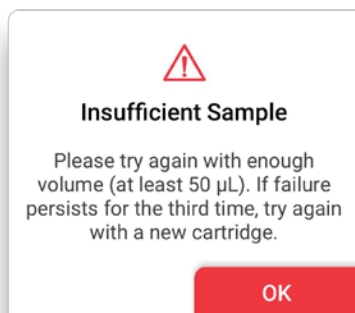 Insufficient Sample
Please try again with enough
volume (at least 50 µL). If failure
persists for the third time, try again
with a new cartridge.
OK